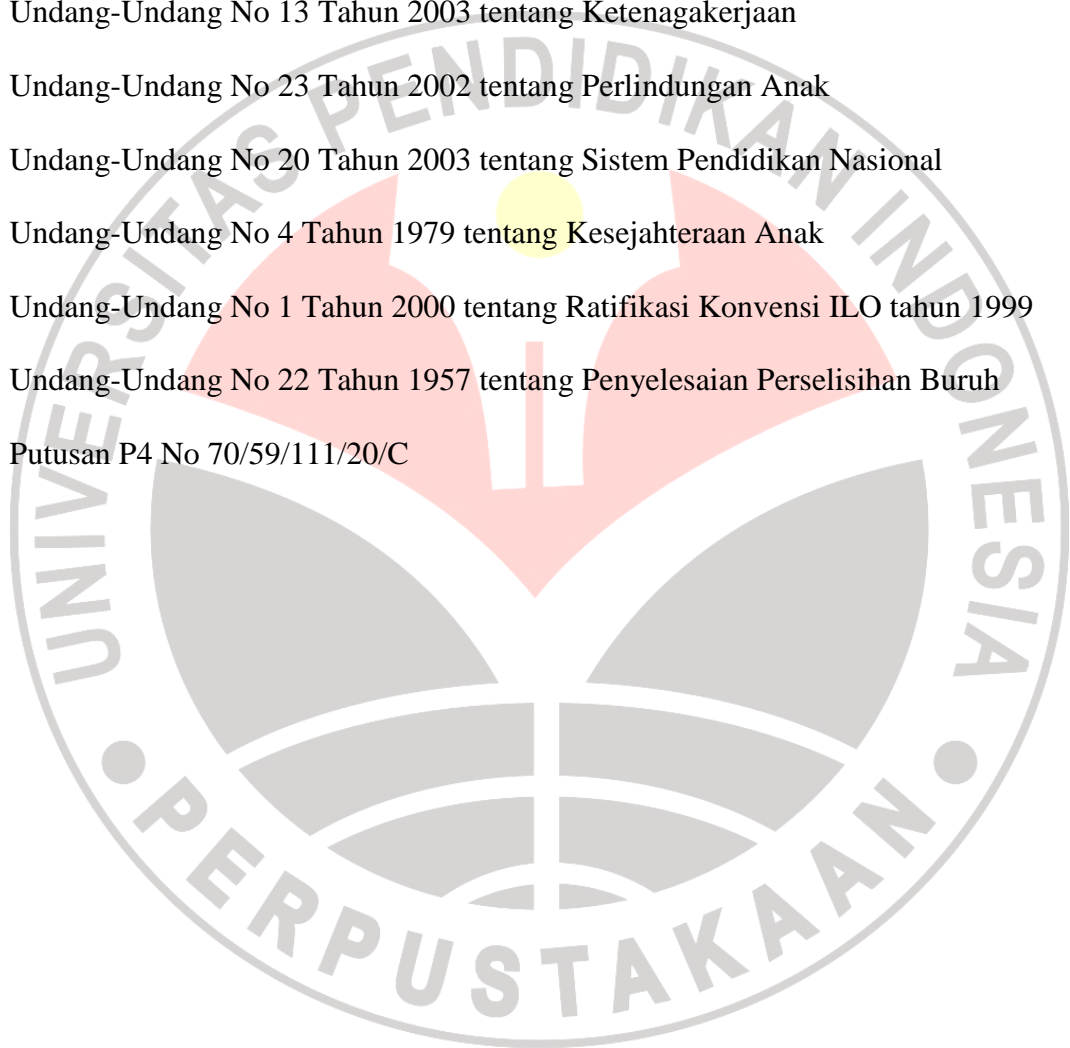 Undang-Undang No 13 Tahun 2003 tentang Ketenagakerjaan
Undang-Undang No 23 Tahun 2002 tentang Perlindungan Anak
Undang-Undang No 20 Tahun 2003 tentang Sistem Pendidikan Nasional
Undang-Undang No 4 Tahun 1979 tentang Kesejahteraan Anak
Undang-Undang No 1 Tahun 2000 tentang Ratifikasi Konvensi ILO tahun 1999
Undang-Undang No 22 Tahun 1957 tentang Penyelesaian Perselisihan Buruh
Putusan P4 No 70/59/111/20/C
UNIVERSITAS PENDIDIKAN INDONESIA
PERPUSTAKAAN